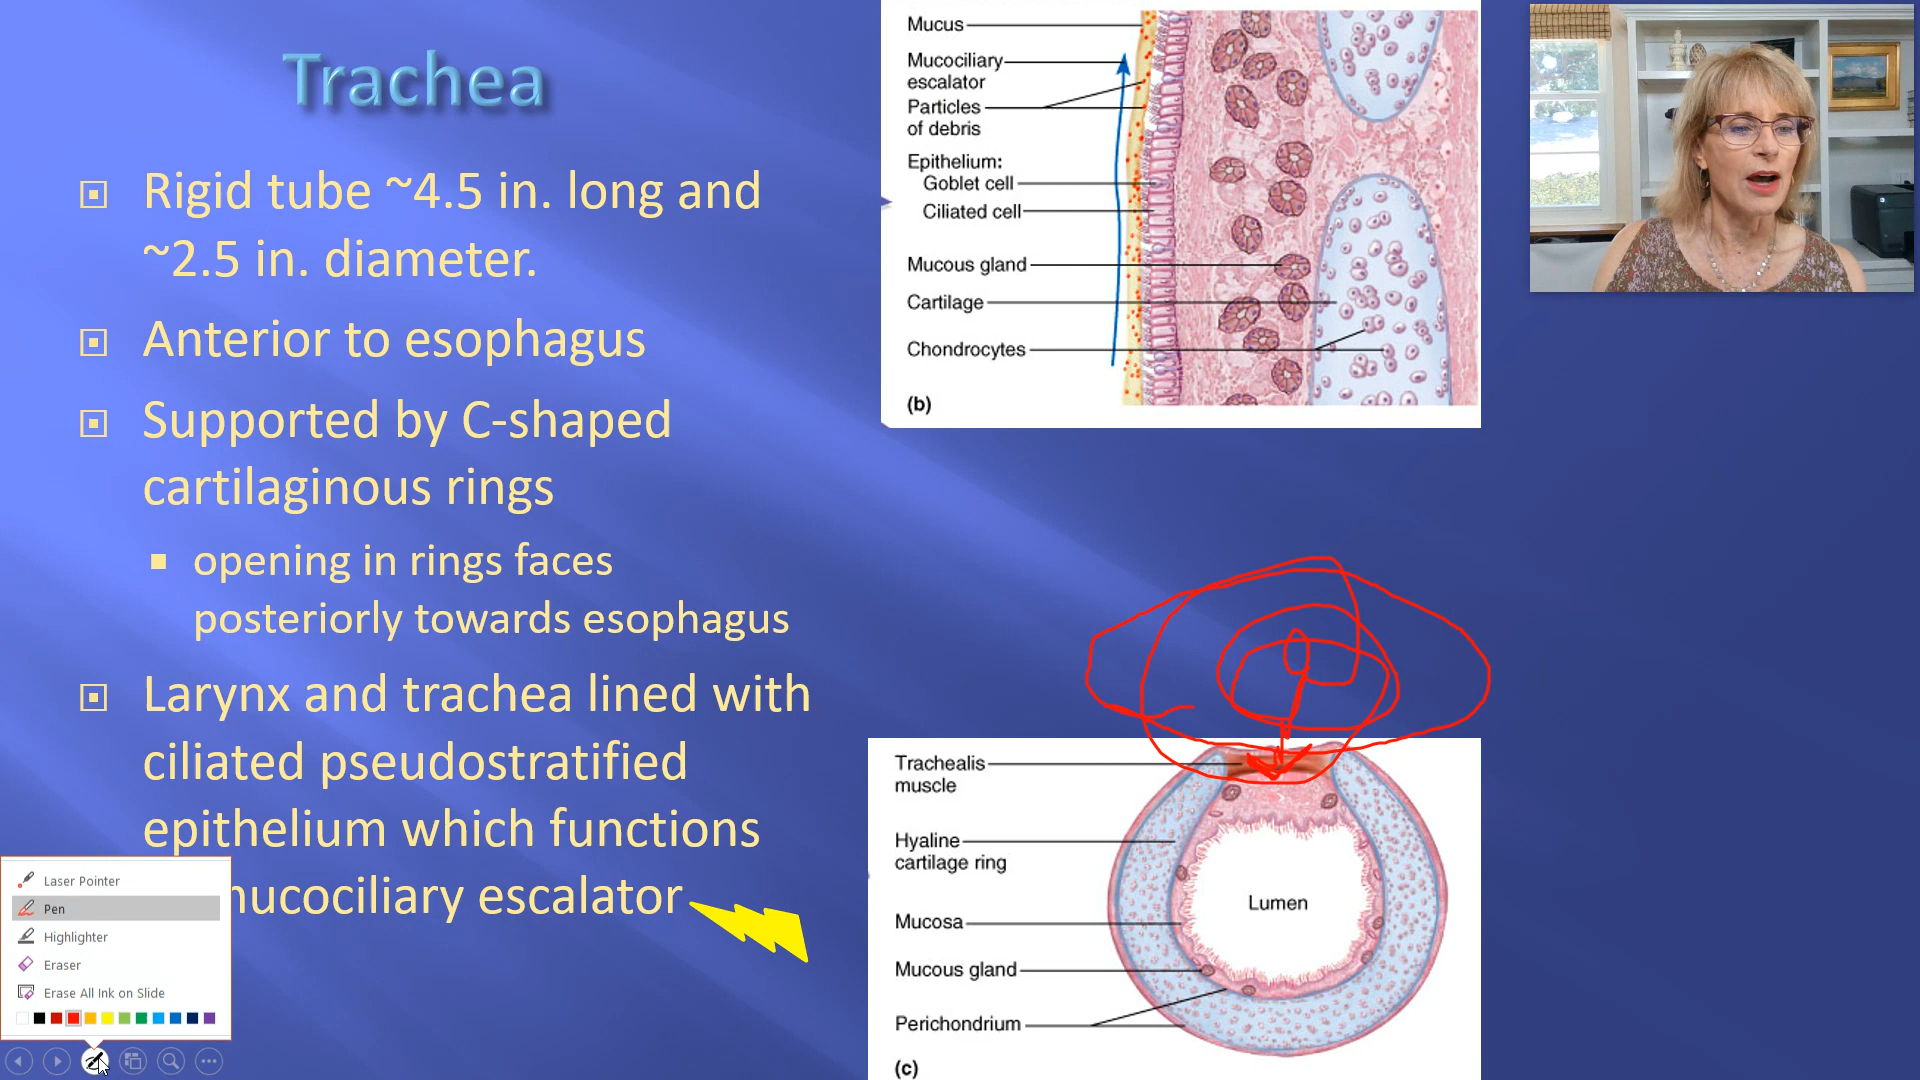 Trachea
Rigid tube ~4.5 in. long and
~2.5 in. diameter.
Anterior to esophagus
Supported by C-shaped
cartilaginous rings
opening in rings faces
posteriorly towards esophagus
Larynx and trachea lined with
ciliated pseudostratified
epithelium which functions
mucociliary escalator
Mucus
Mucociliary
escalator
Particles
of debris
Epithelium:
Goblet cell
Ciliated cell
Mucous gland
Cartilage
Chondrocytes
(b)
Trachealis
muscle
Hyaline
cartilage ring
Lumen
Mucosa
Mucous gland
Perichondrium
(c)
Laser Pointer
Pen
Highlighter
Eraser
Erase All Ink on Slide